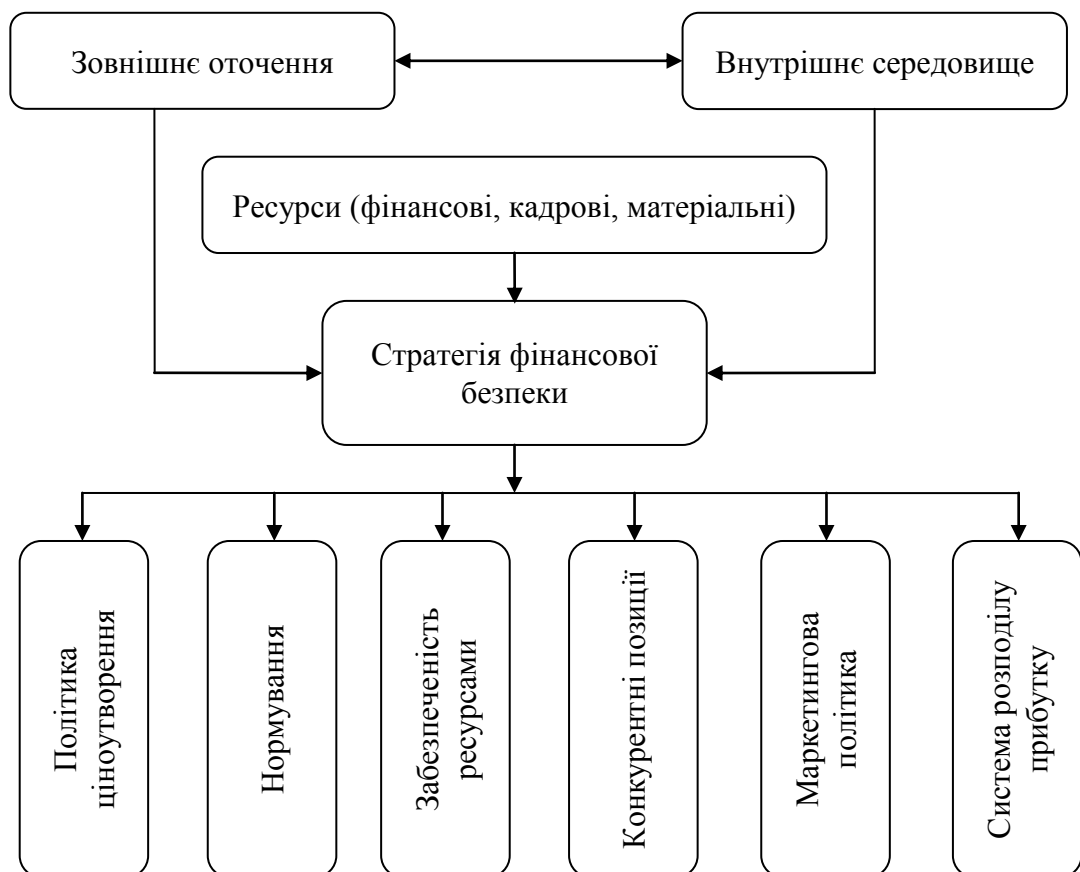 Зовнішнє оточення
Внутрішнє середовище
Ресурси (фінансові, кадрові, матеріальні)
Стратегія фінансової
безпеки
Політика
ціноутворення
Нормування
Забезпеченість
ресурсами
Конкурентні позиції
Маркетингова
політика
Система розподілу
прибутку